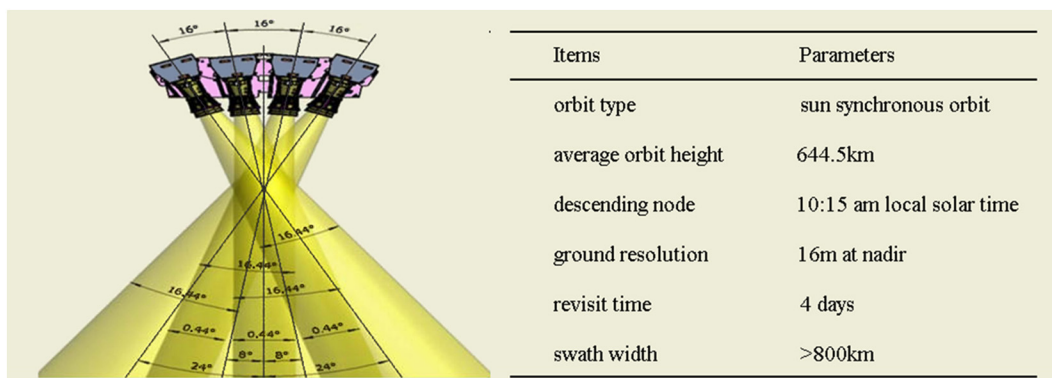 16°
16°
16°
16.44°
16.44°
16.44°
16.44°
0.44°
0.44°
0.44°
8°
8°
24°
24°
Items Parameters
orbit type sun synchronous orbit
average orbit height 644.5km
descending node 10:15 am local solar time
ground resolution 16m at nadir
revisit time 4 days
swath width >800km